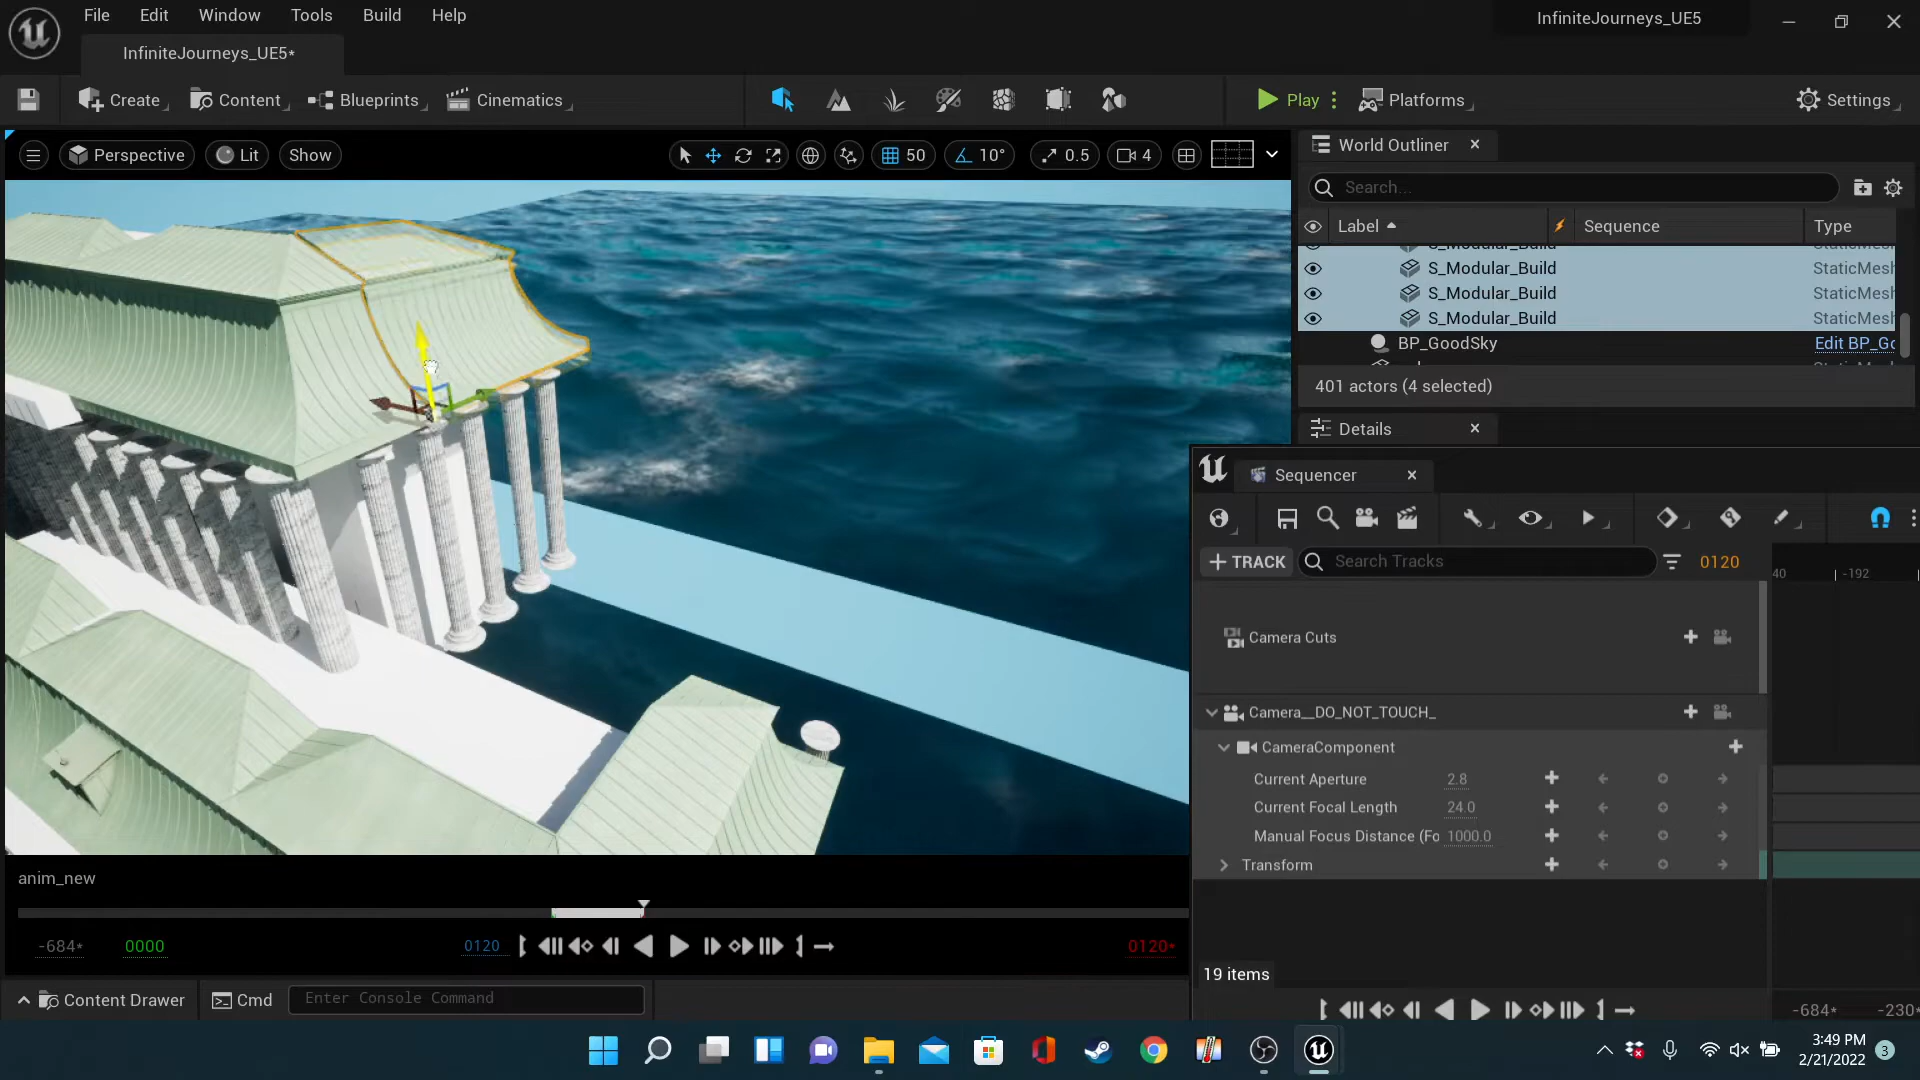 File Edit Window Tools Build Help
InfiniteJourneys_UE5
InfiniteJourneys_UE5*
Create Content Blueprints Cinematics Play Platforms Settings
Perspective Lit Show 50 10° 0.5 4
World Outliner
Search...
Label Sequence Type
S_Modular_Build
S_Modular_Build StaticMesh
S_Modular_Build StaticMesh
S_Modular_Build StaticMesh
BP_GoodSky Edit BP_Go
401 actors (4 selected)
Details
Sequencer
+ TRACK Search Tracks 0120
40 -192
Camera Cuts
Camera__DO_NOT_TOUCH_
CameraComponent
Current Aperture 2.8
Current Focal Length 24.0
Manual Focus Distance (Fo 1000.0
Transform
19 items
-684* -230*
anim_new
-684* 0000 0120 0120*
Content Drawer Cmd Enter Console Command
3:49 PM
2/21/2022 3